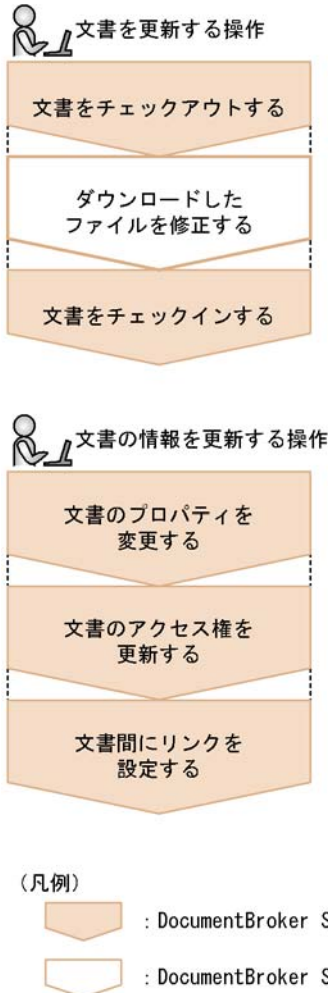 文書を更新する操作
文書をチェックアウトする
ダウンロードした
ファイルを修正する
文書をチェックインする
文書の情報を更新する操作
文書のプロパティを
変更する
文書のアクセス権を
更新する
文書間にリンクを
設定する
(凡例)
:DocumentBroker S
:DocumentBroker S